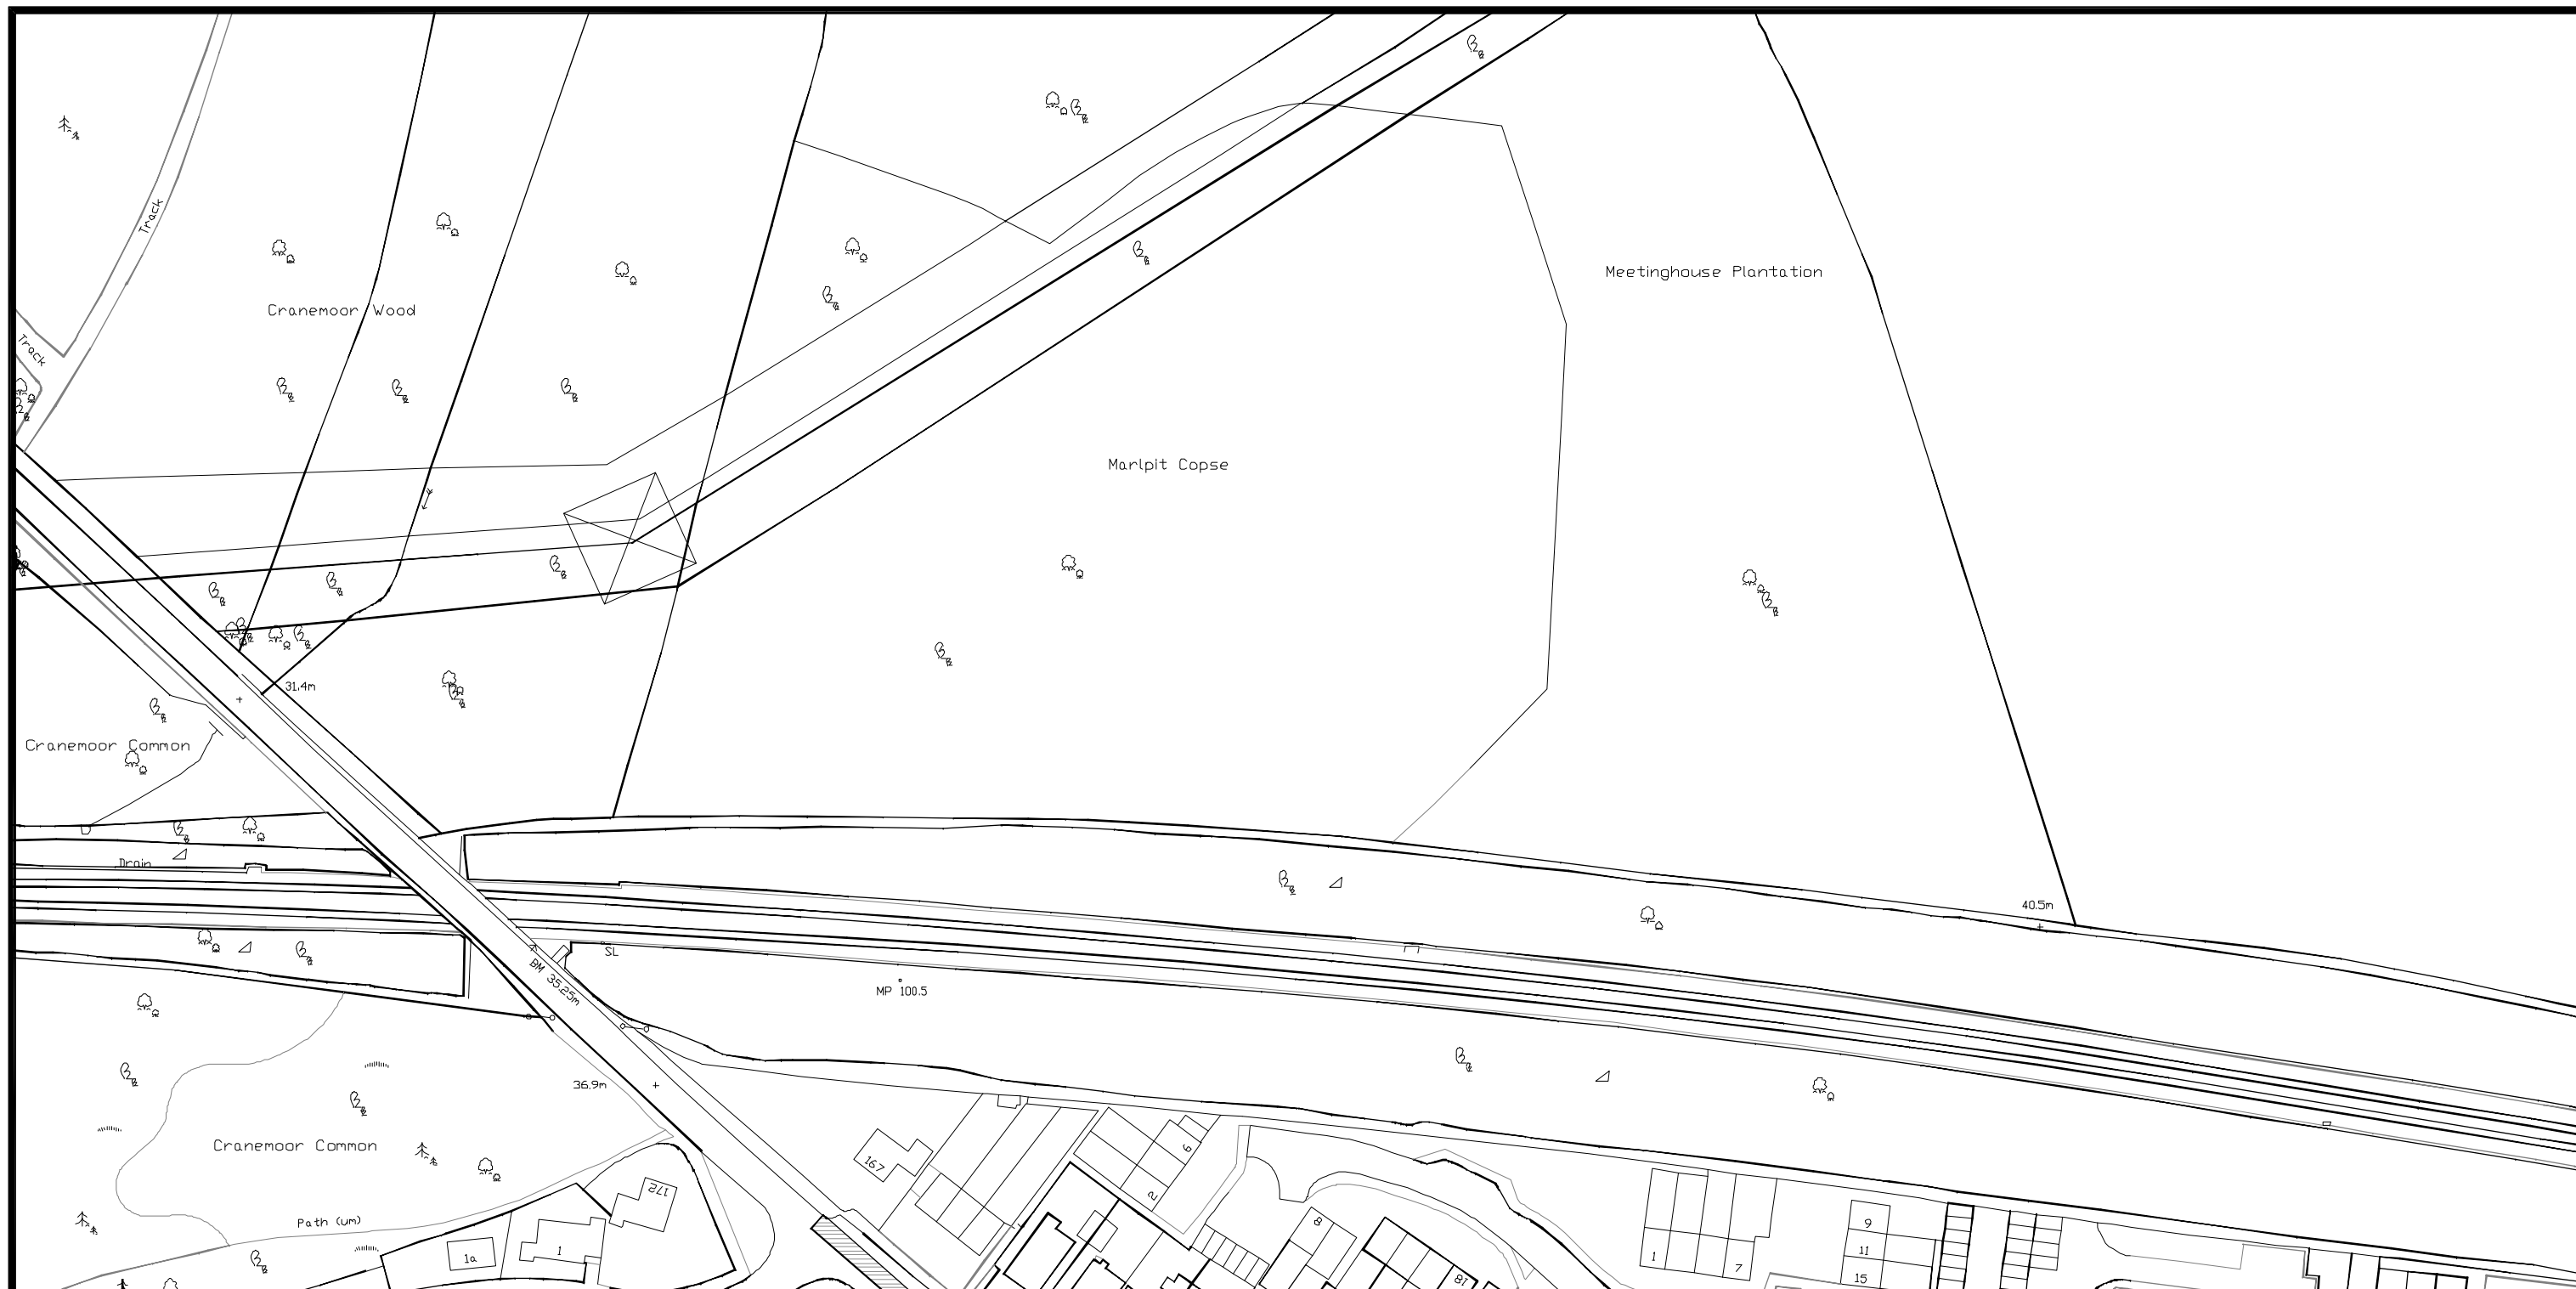 Track
Meetinghouse Plantation
Cranemoor Wood
Track
Marlpit Copse
31.4m
Cranemoor Common
Drain
40.5m
SL
BM 35.25m
MP 100.5
36.9m
Cranemoor Common
167
6
2
172
Path (um)
1a
1
8
18
1
7
9
11
15